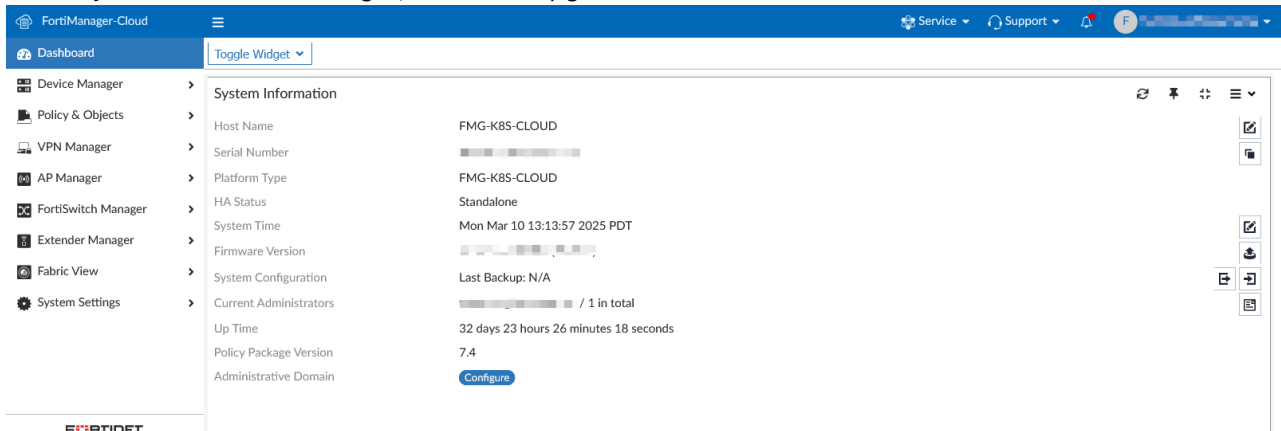 FortiManager-Cloud
Service
Support
F
Dashboard
Toggle Widget
Device Manager
Policy & Objects
VPN Manager
AP Manager
FortiSwitch Manager
Extender Manager
Fabric View
System Settings
System Information
Host Name FMG-K8S-CLOUD
Serial Number
Platform Type FMG-K8S-CLOUD
HA Status Standalone
System Time Mon Mar 10 13:13:57 2025 PDT
Firmware Version
System Configuration Last Backup: N/A
Current Administrators / 1 in total
Up Time 32 days 23 hours 26 minutes 18 seconds
Policy Package Version 7.4
Administrative Domain Configure